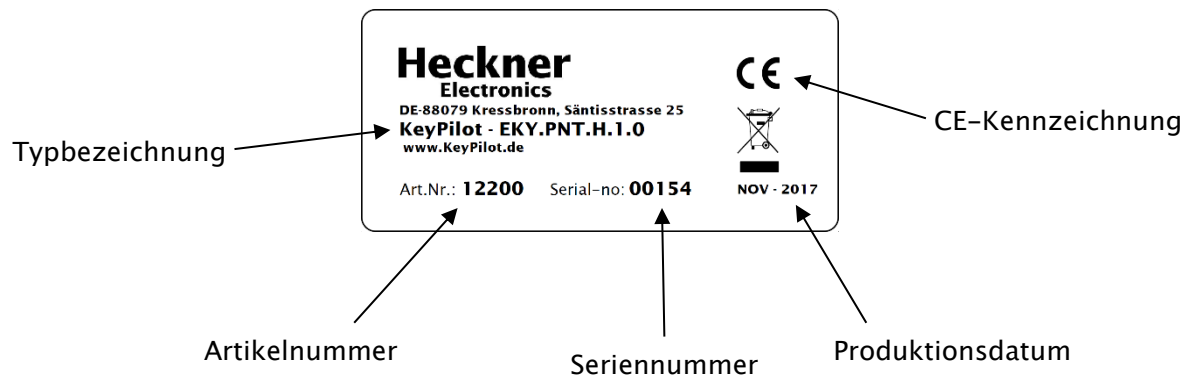 Heckner
Electronics
DE-88079 Kressbronn, Säntisstrasse 25
KeyPilot - EKY.PNT.H.1.0
www.KeyPilot.de
Art.Nr.: 12200 Serial-no: 00154
CE
NOV - 2017
CE-Kennzeichnung
Typbezeichnung
Artikelnummer
Seriennummer
Produktionsdatum